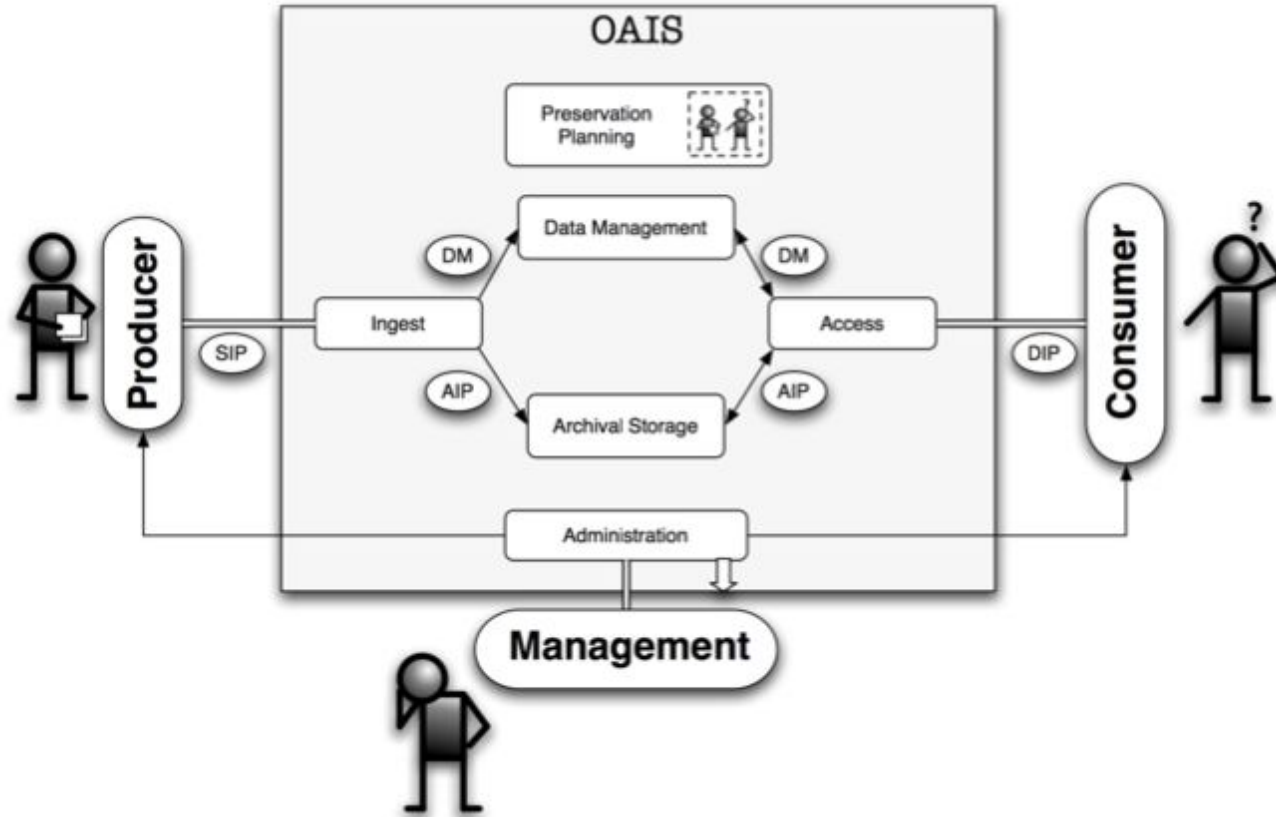 OAIS
Preservation
Planning
?
Data Management
DM
DM
?
Producer
Ingest
Access
Consumer
SIP
DIP
AIP
AIP
Archival Storage
Administration
Management